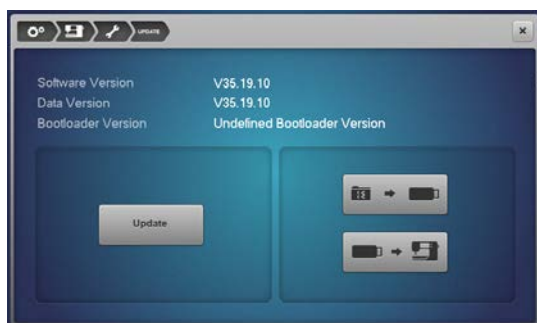 UPDATE
Software Version V35.19.10
Data Version V35.19.10
Bootloader Version Undefined Bootloader Version
Update